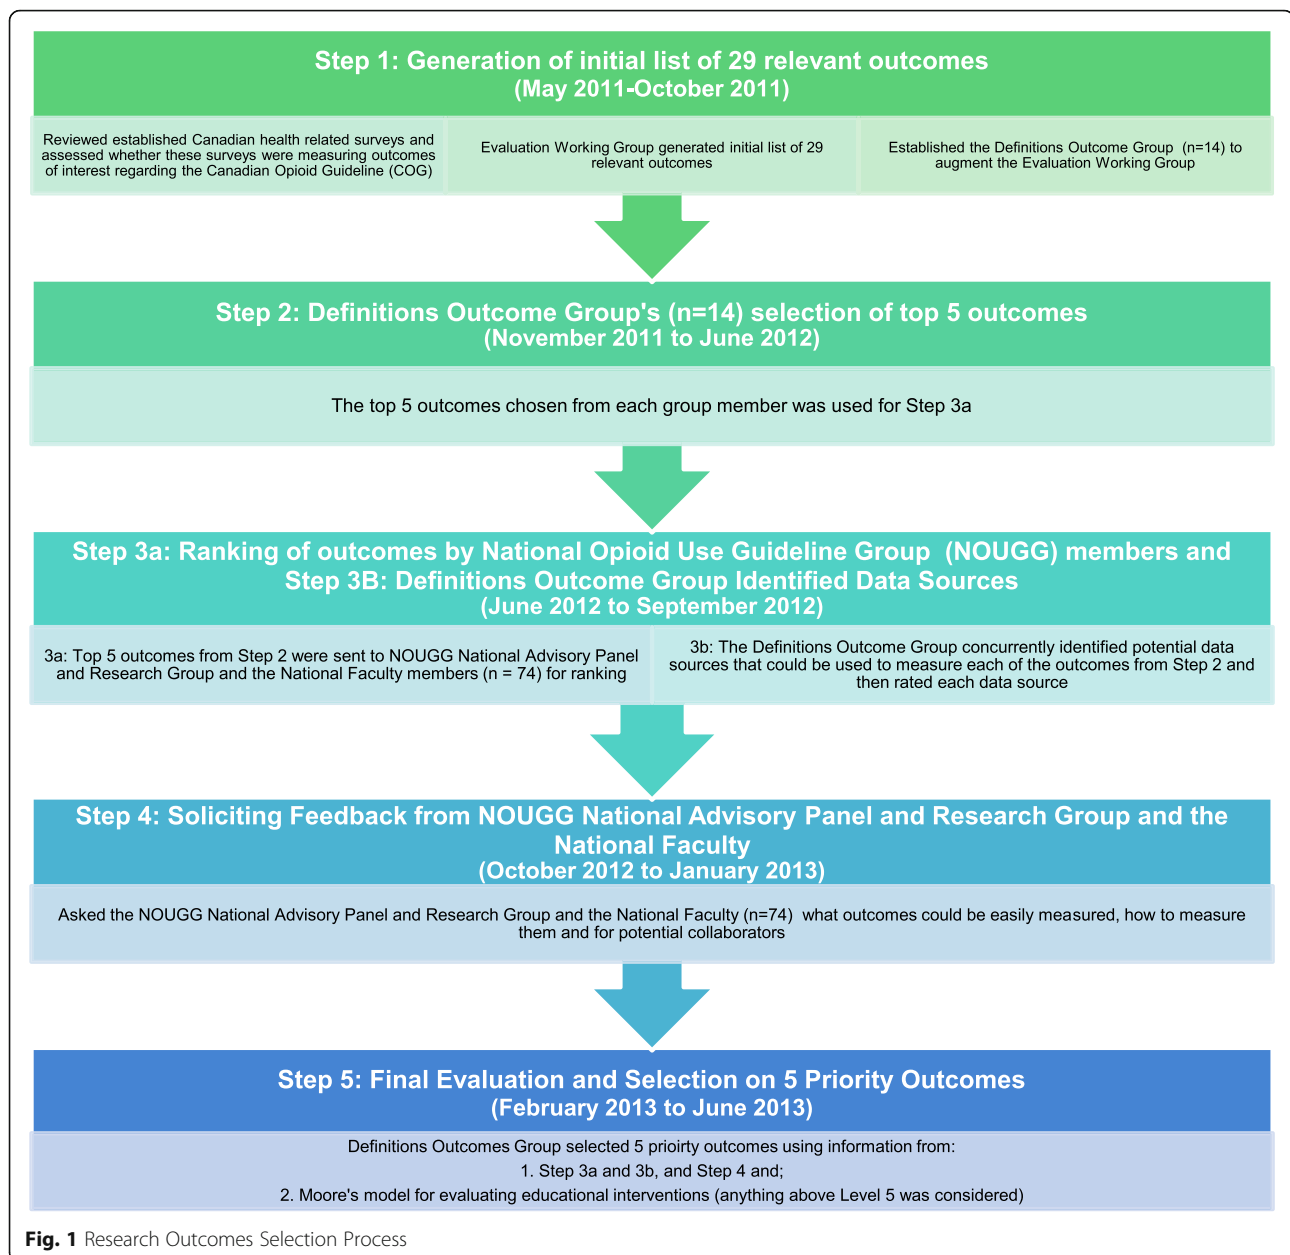 Step 1: Generation of initial list of 29 relevant outcomes
(May 2011-October 2011)
Reviewed established Canadian health related surveys and
assessed whether these surveys were measuring outcomes
of interest regarding the Canadian Opioid Guideline (COG)
Evaluation Working Group generated initial list of 29
relevant outcomes
Established the Definitions Outcome Group (n=14) to
augment the Evaluation Working Group
Step 2: Definitions Outcome Group's (n=14) selection of top 5 outcomes
(November 2011 to June 2012)
The top 5 outcomes chosen from each group member was used for Step 3a
Step 3a: Ranking of outcomes by National Opioid Use Guideline Group (NOUGG) members and
Step 3B: Definitions Outcome Group Identified Data Sources
(June 2012 to September 2012)
3a: Top 5 outcomes from Step 2 were sent to NOUGG National Advisory Panel
and Research Group and the National Faculty members (n = 74) for ranking
3b: The Definitions Outcome Group concurrently identified potential data
sources that could be used to measure each of the outcomes from Step 2 and
then rated each data source
Step 4: Soliciting Feedback from NOUGG National Advisory Panel and Research Group and the
National Faculty
(October 2012 to January 2013)
Asked the NOUGG National Advisory Panel and Research Group and the National Faculty (n=74) what outcomes could be easily measured, how to measure
them and for potential collaborators
Step 5: Final Evaluation and Selection on 5 Priority Outcomes
(February 2013 to June 2013)
Definitions Outcomes Group selected 5 prioirty outcomes using information from:
1. Step 3a and 3b, and Step 4 and;
2. Moore's model for evaluating educational interventions (anything above Level 5 was considered)
Fig. 1 Research Outcomes Selection Process